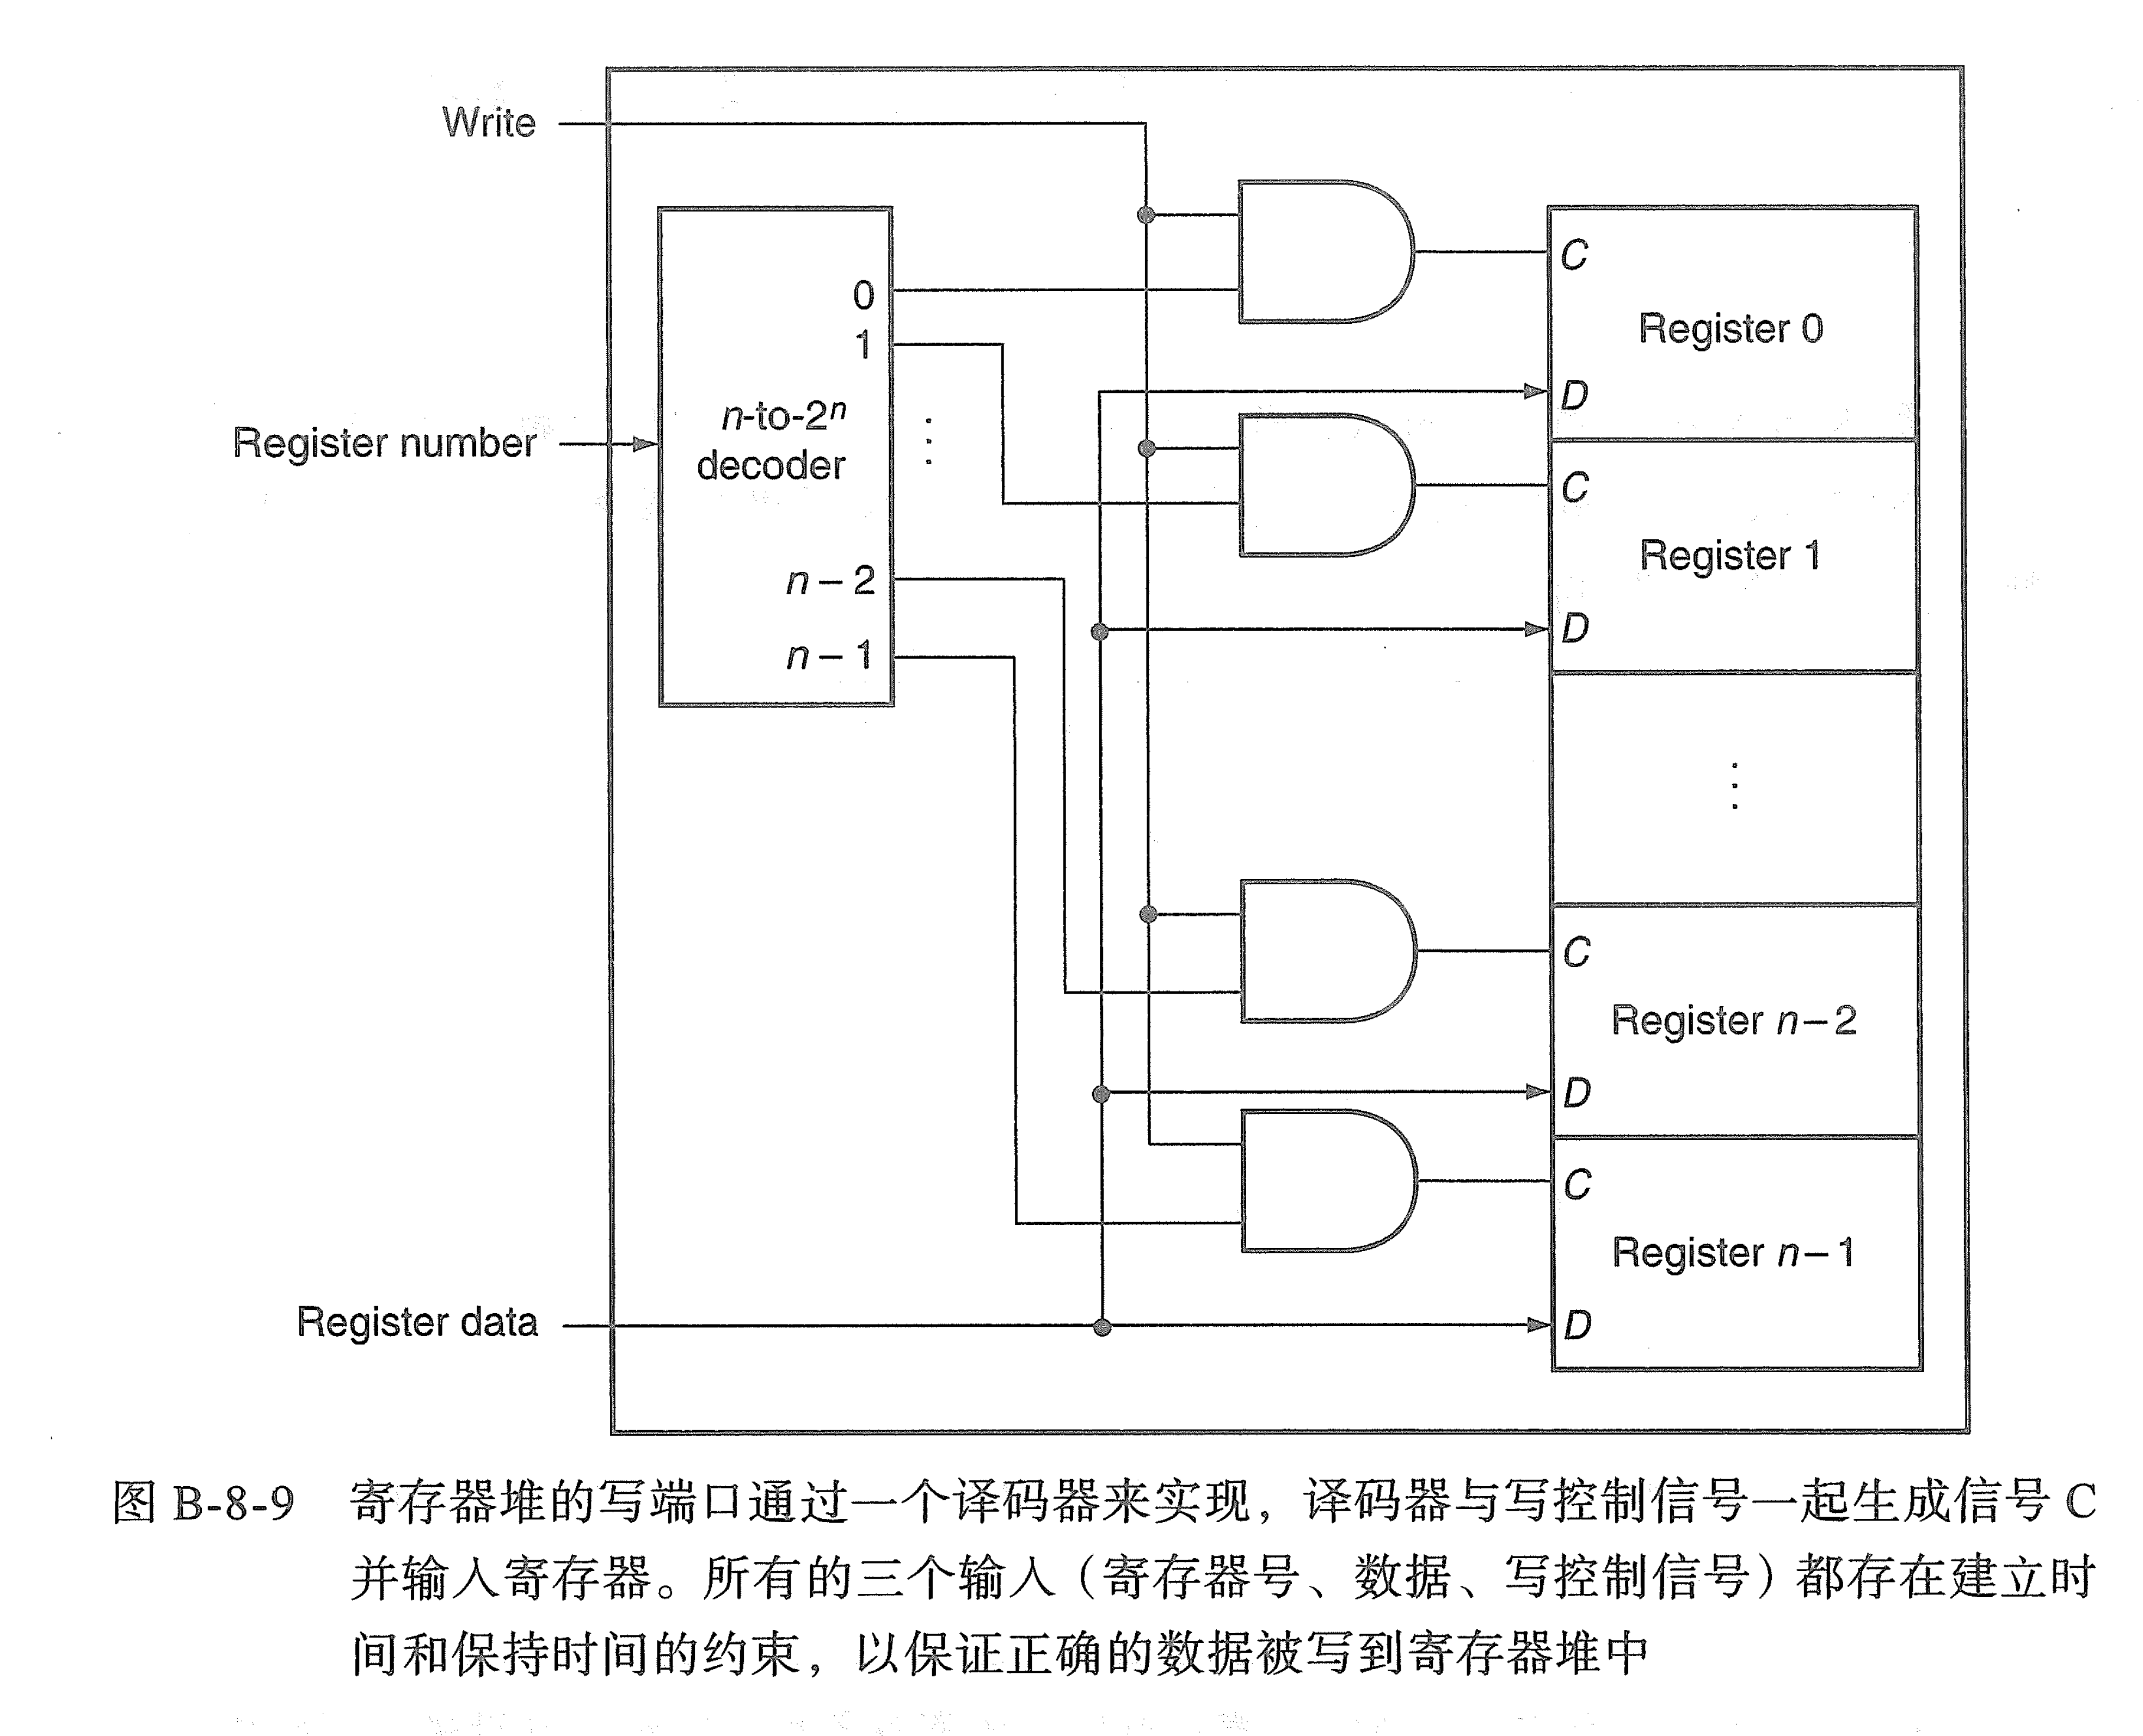 Write
0
1
n-to-2ⁿ
decoder
⋮
n – 2
n – 1
Register number
Register data
C
Register 0
D
C
Register 1
D
⋮
C
Register n – 2
D
C
Register n – 1
D
图 B-8-9 寄存器堆的写端口通过一个译码器来实现，译码器与写控制信号一起生成信号 C
并输入寄存器。所有的三个输入（寄存器号、数据、写控制信号）都存在建立时
间和保持时间的约束，以保证正确的数据被写到寄存器堆中